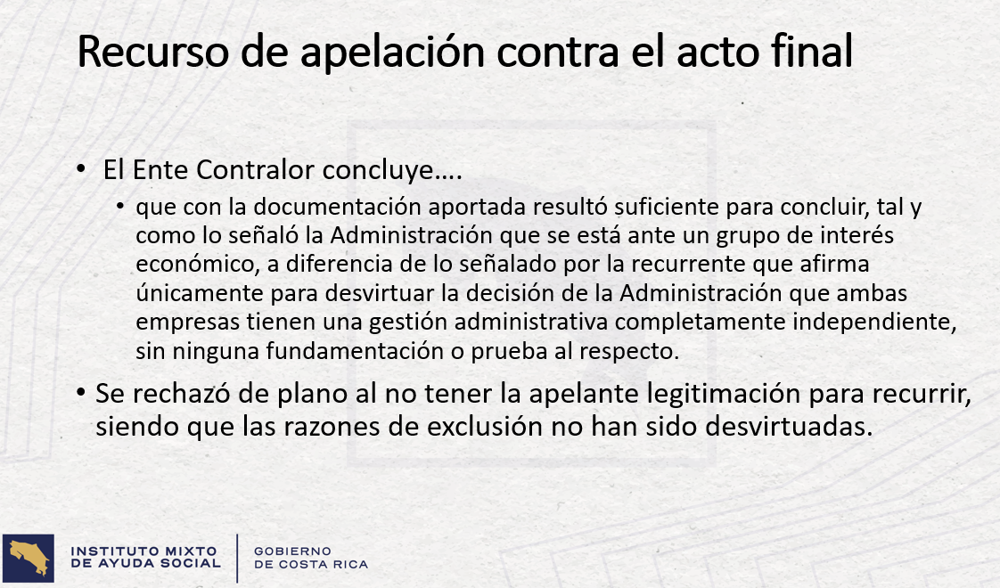 Recurso de apelación contra el acto final
• El Ente Contralor concluye….
• que con la documentación aportada resultó suficiente para concluir, tal y
como lo señaló la Administración que se está ante un grupo de interés
económico, a diferencia de lo señalado por la recurrente que afirma
únicamente para desvirtuar la decisión de la Administración que ambas
empresas tienen una gestión administrativa completamente independiente,
sin ninguna fundamentación o prueba al respecto.
• Se rechazó de plano al no tener la apelante legitimación para recurrir,
siendo que las razones de exclusión no han sido desvirtuadas.
INSTITUTO MIXTO
DE AYUDA SOCIAL
GOBIERNO
DE COSTA RICA